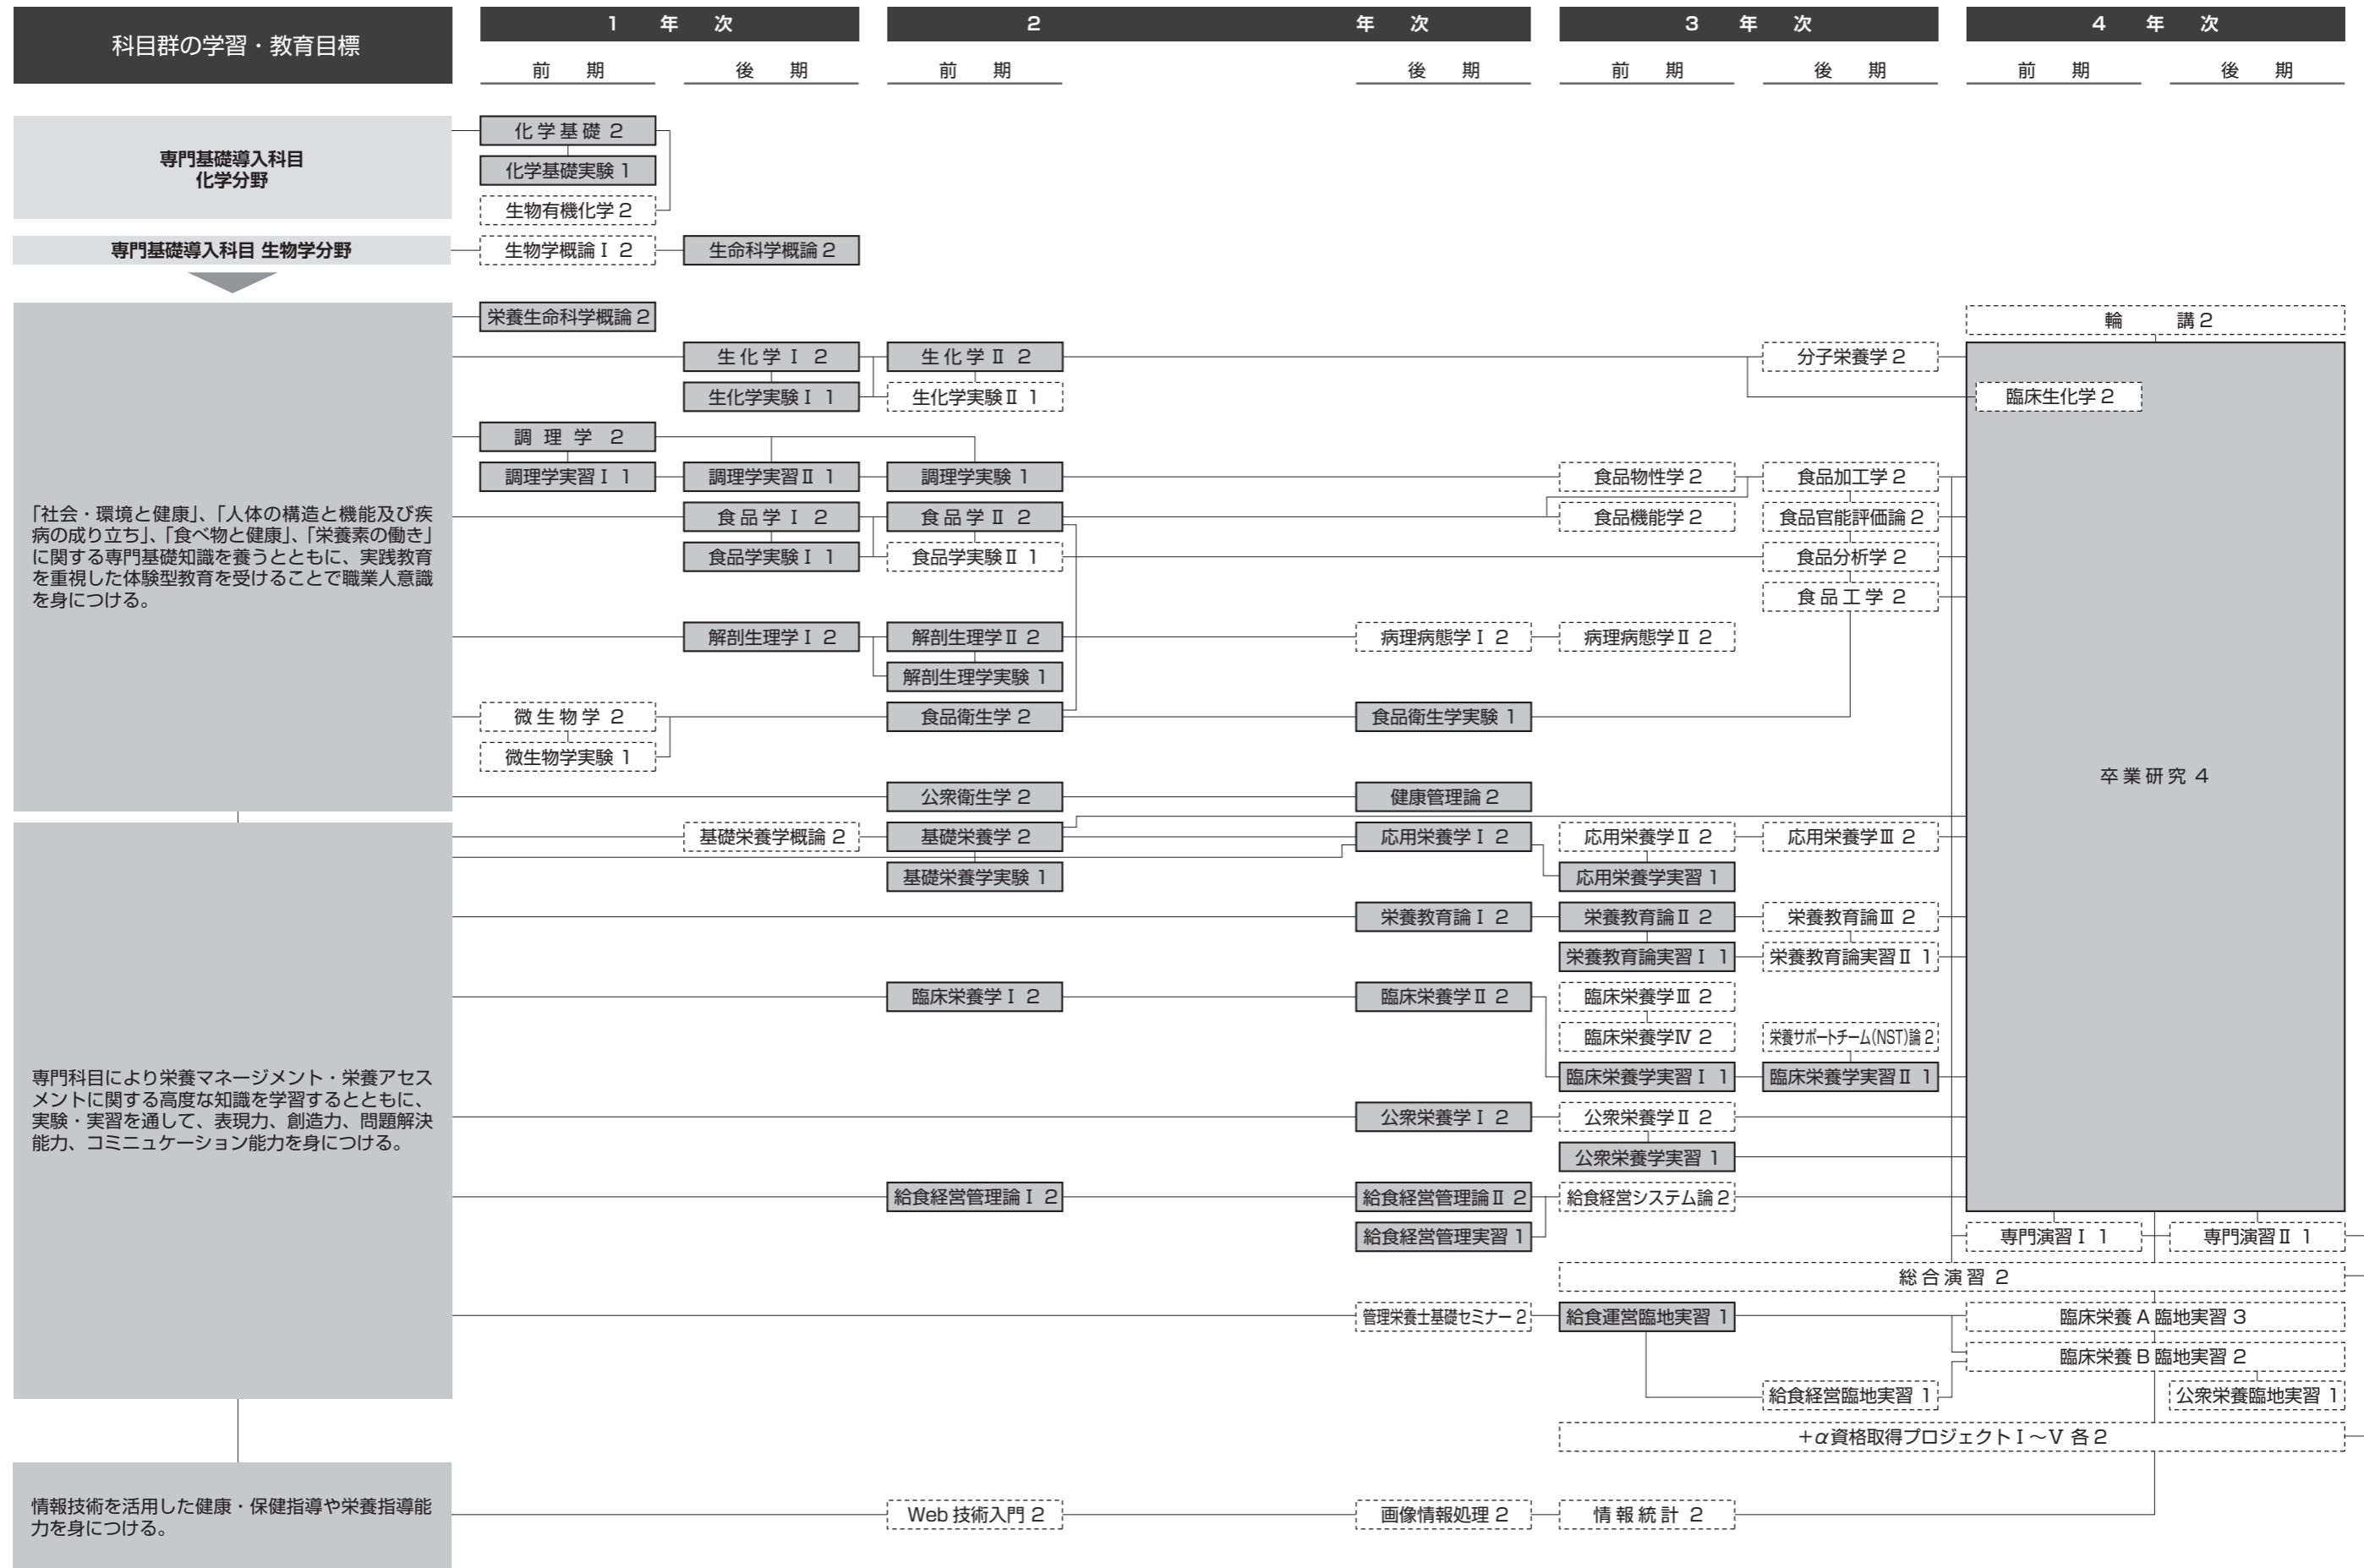 科目群の学習・教育目標
1 年 次
2 年 次
3 年 次
4 年 次
前 期
後 期
前 期
後 期
前 期
後 期
前 期
後 期
専門基礎導入科目
化学分野
化学基礎 2
化学基礎実験 1
生物有機化学 2
専門基礎導入科目 生物学分野
生物学概論Ⅰ 2
生命科学概論 2
「社会・環境と健康」、「人体の構造と機能及び疾
病の成り立ち」、「食べ物と健康」、「栄養素の働き」
に関する専門基礎知識を養うとともに、実践教育
を重視した体験型教育を受けることで職業人意識
を身につける。
栄養生命科学概論 2
輪 講 2
生化学Ⅰ 2
生化学Ⅱ 2
分子栄養学 2
生化学実験Ⅰ 1
生化学実験Ⅱ 1
臨床生化学 2
調理学 2
調理学実習Ⅰ 1
調理学実習Ⅱ 1
調理学実験 1
食品物性学 2
食品加工学 2
食品学Ⅰ 2
食品学Ⅱ 2
食品機能学 2
食品官能評価論 2
食品学実験Ⅰ 1
食品学実験Ⅱ 1
食品分析学 2
食品工学 2
解剖生理学Ⅰ 2
解剖生理学Ⅱ 2
病理病態学Ⅰ 2
病理病態学Ⅱ 2
解剖生理学実験 1
微生物学 2
食品衛生学 2
食品衛生学実験 1
微生物学実験 1
卒業研究 4
公衆衛生学 2
健康管理論 2
専門科目により栄養マネージメント・栄養アセス
メントに関する高度な知識を学習するとともに、
実験・実習を通して、表現力、創造力、問題解決
能力、コミニュケーション能力を身につける。
基礎栄養学概論 2
基礎栄養学 2
応用栄養学Ⅰ 2
応用栄養学Ⅱ 2
応用栄養学Ⅲ 2
基礎栄養学実験 1
応用栄養学実習 1
栄養教育論Ⅰ 2
栄養教育論Ⅱ 2
栄養教育論Ⅲ 2
栄養教育論実習Ⅰ 1
栄養教育論実習Ⅱ 1
臨床栄養学Ⅰ 2
臨床栄養学Ⅱ 2
臨床栄養学Ⅲ 2
臨床栄養学Ⅳ 2
栄養サポートチーム(NST)論 2
臨床栄養学実習Ⅰ 1
臨床栄養学実習Ⅱ 1
公衆栄養学Ⅰ 2
公衆栄養学Ⅱ 2
公衆栄養学実習 1
給食経営管理論Ⅰ 2
給食経営管理論Ⅱ 2
給食経営システム論 2
給食経営管理実習 1
専門演習Ⅰ 1
専門演習Ⅱ 1
総合演習 2
管理栄養士基礎セミナー 2
給食運営臨地実習 1
臨床栄養 A 臨地実習 3
臨床栄養 B 臨地実習 2
給食経営臨地実習 1
公衆栄養臨地実習 1
+α資格取得プロジェクトⅠ～Ⅴ 各 2
情報技術を活用した健康・保健指導や栄養指導能
力を身につける。
Web 技術入門 2
画像情報処理 2
情報統計 2